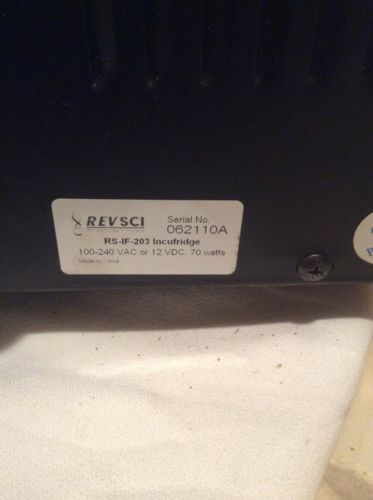 REVSCI
Serial No.
062110A
RS-IF-203 Incufridge
100-240 VAC or 12 VDC, 70 watts
Made in China